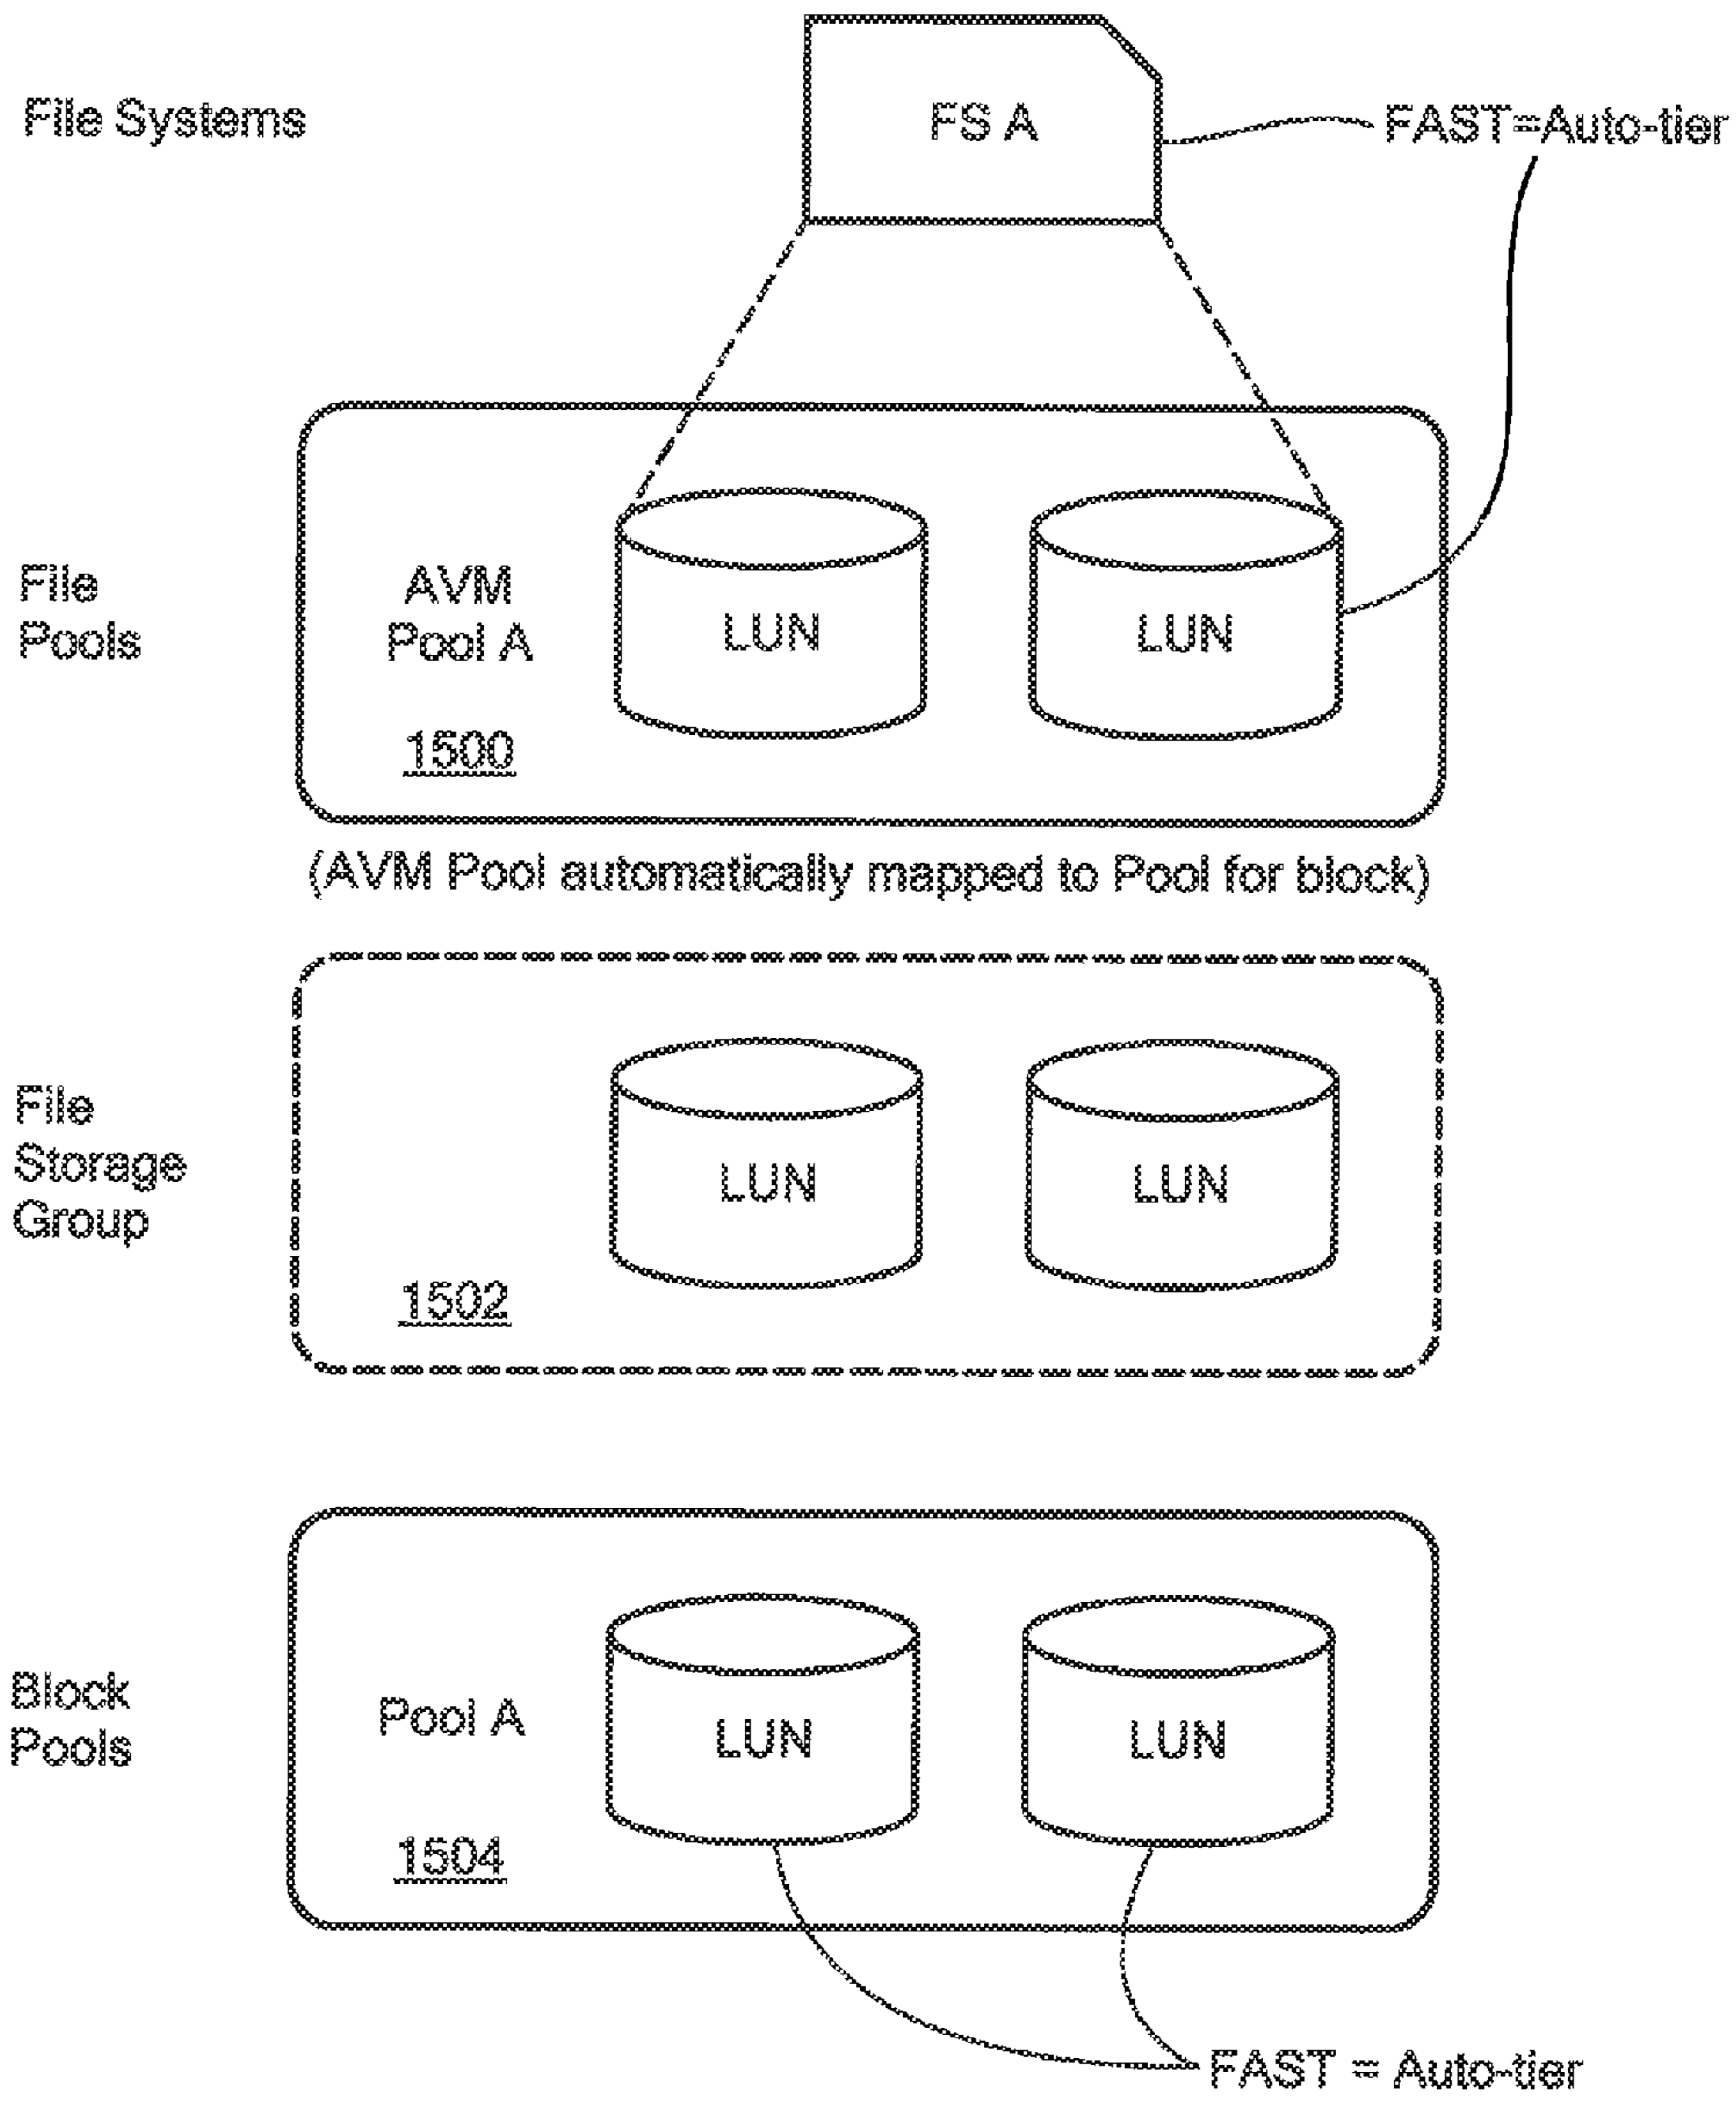 File Systems
FS A
FAST=Auto-tier
File
Pools
AVM
Pool A
1500
LUN
LUN
(AVM Pool automatically mapped to Pool for block)
File
Storage
Group
1502
LUN
LUN
Block
Pools
Pool A
1504
LUN
LUN
FAST = Auto-tier